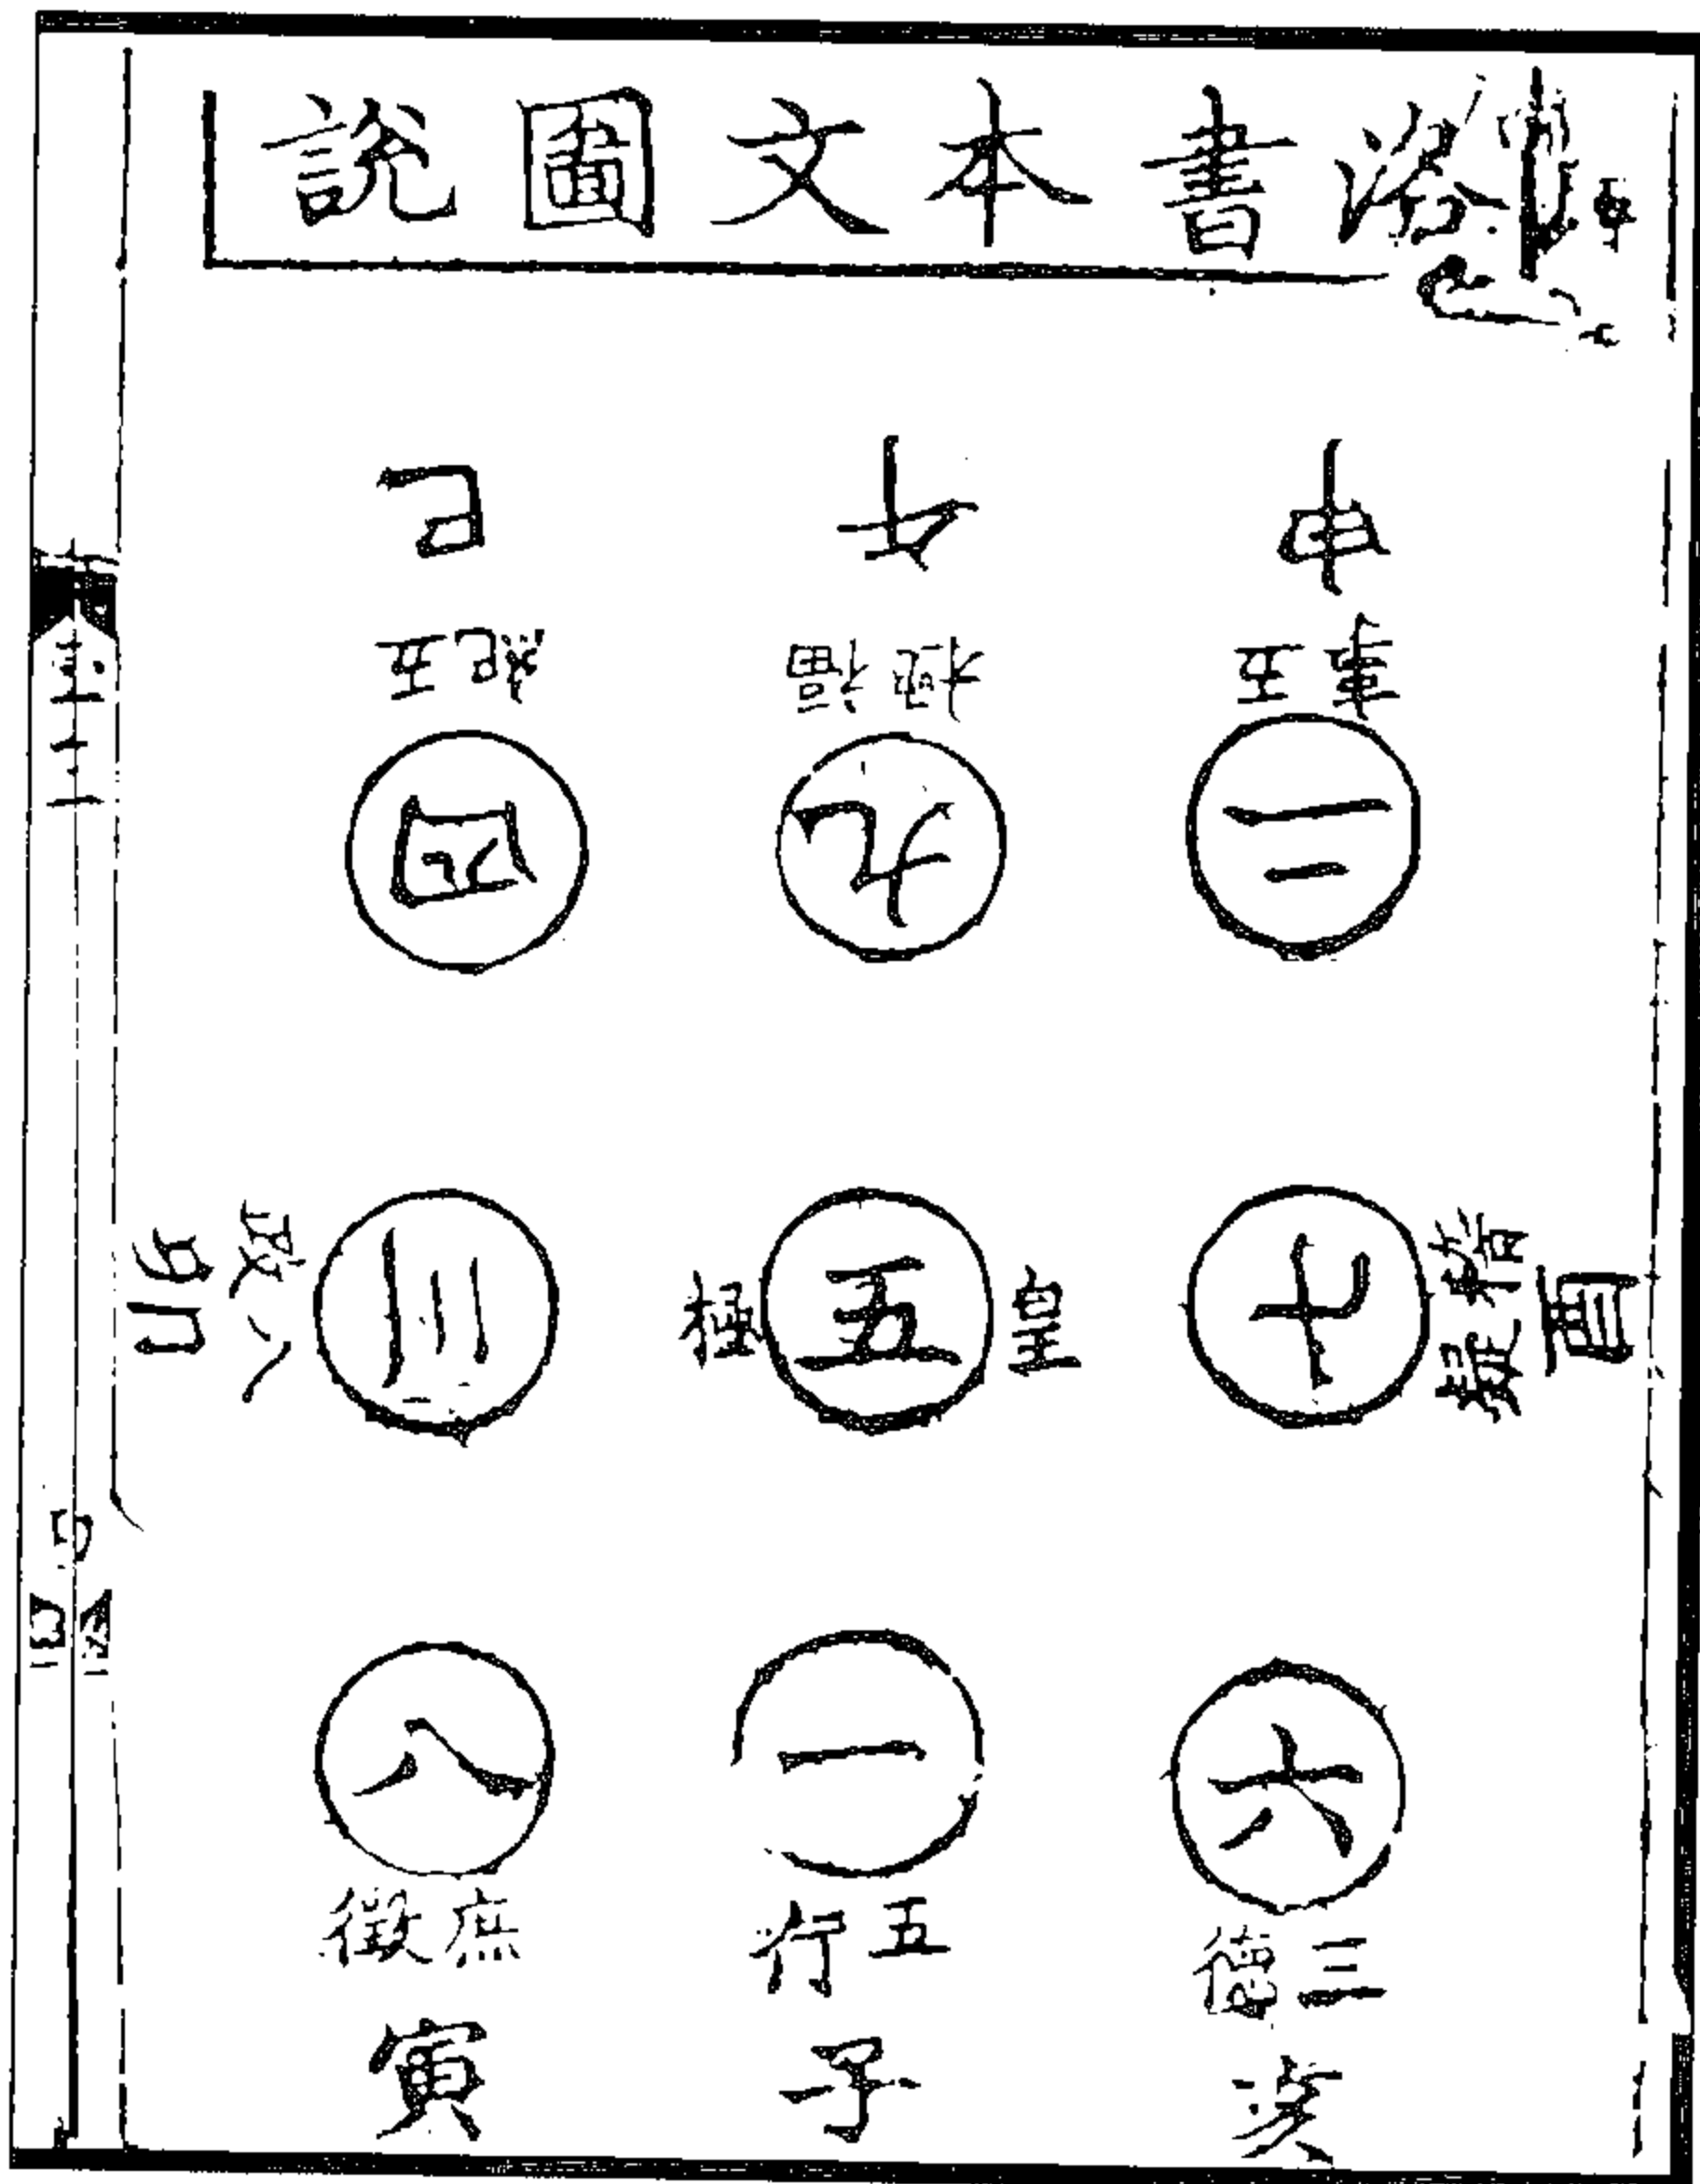 洛書本文圖說
申 午 巳
五事 福極 五紀
二 九 四
酉 稽疑 七 皇 五 極 三 八政 卯
六 一 八
三德 五行 庶徵
亥 子 寅